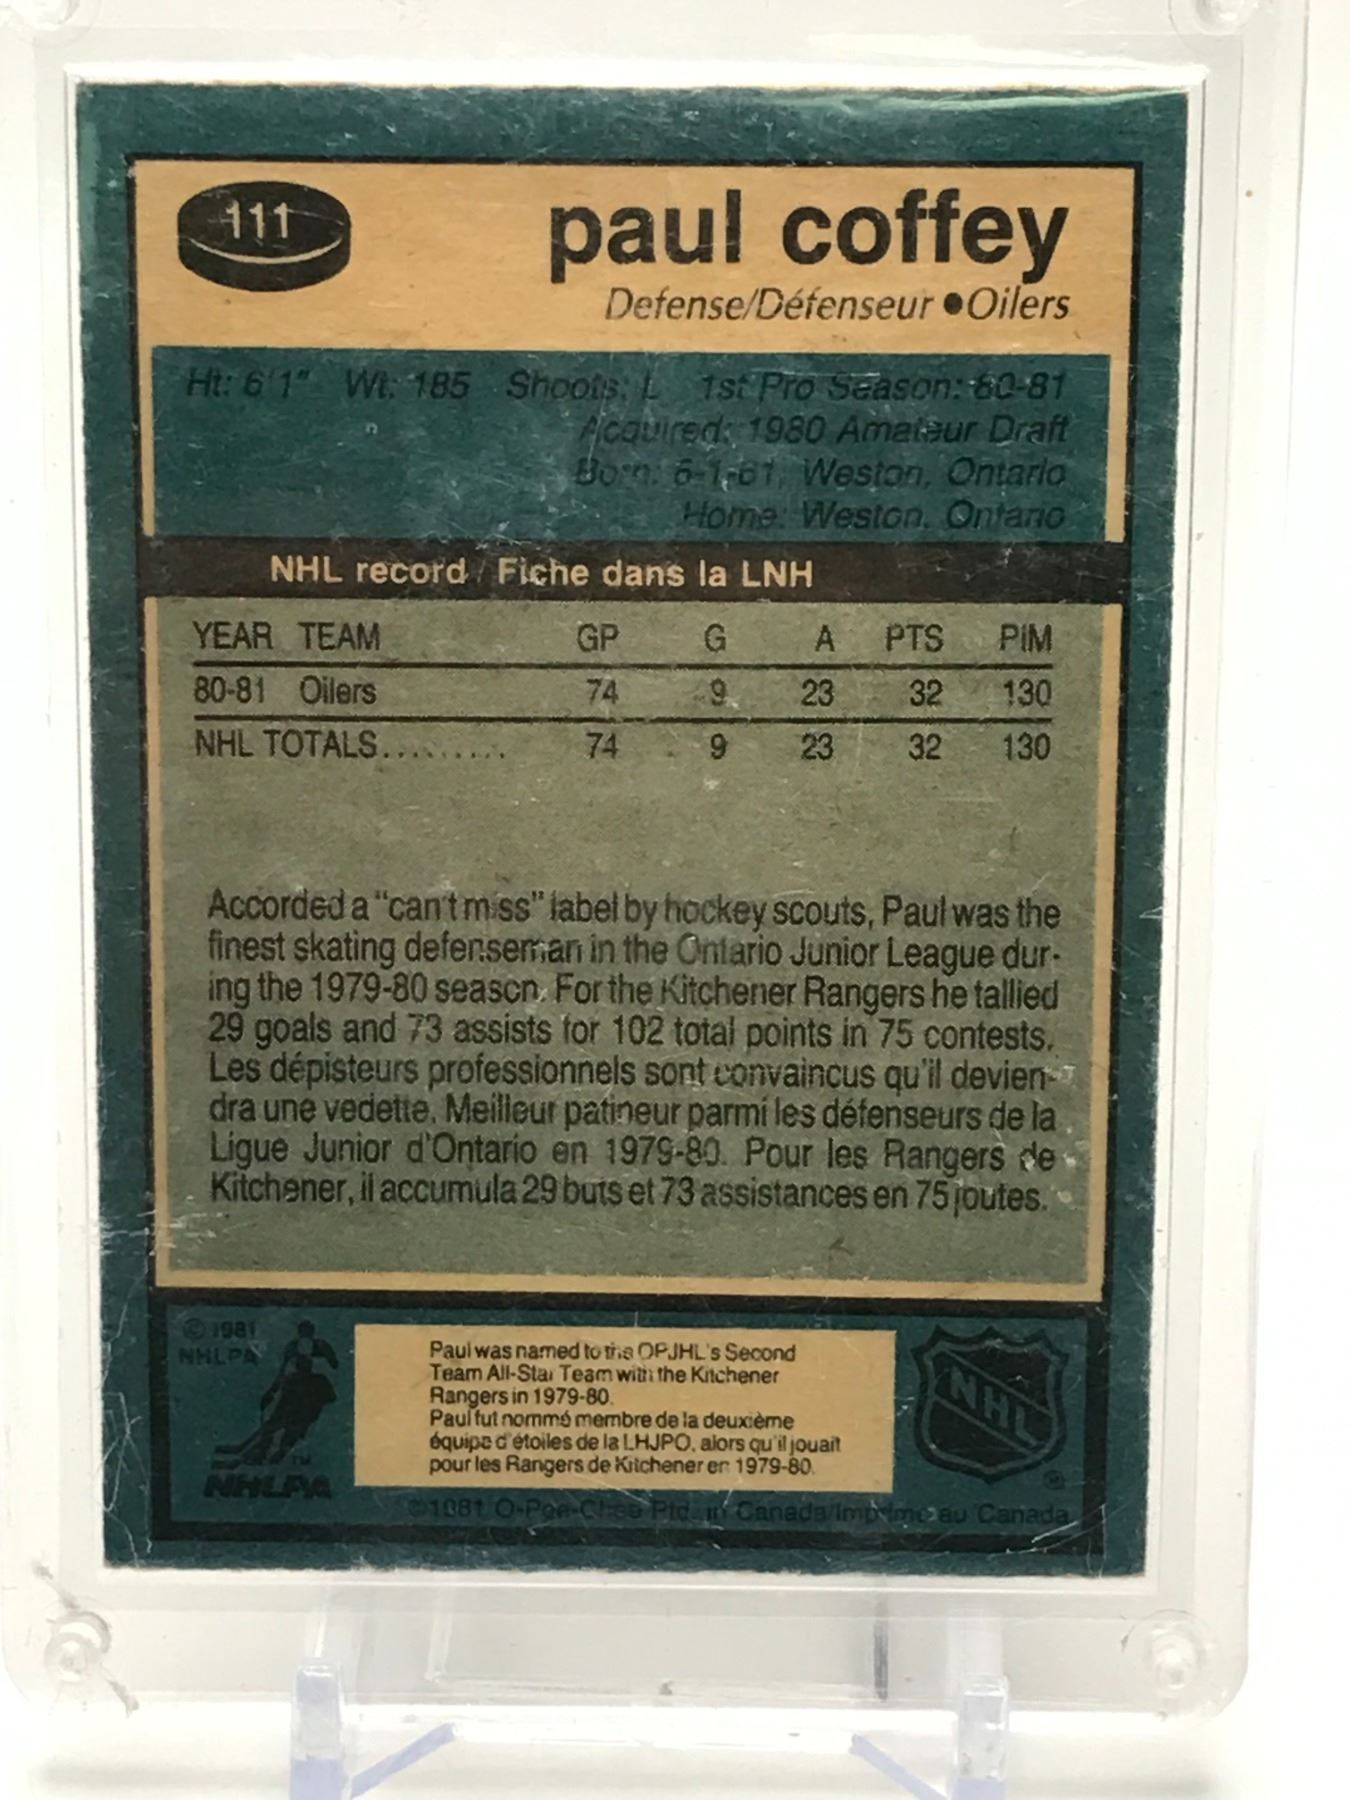 111
paul coffey
Defense/Défenseur ●Oilers
Ht: 6'1" Wt: 185 Shoots: L 1st Pro Season: 80-81
Acquired: 1980 Amateur Draft
Born: 6-1-61, Weston, Ontario
Home: Weston, Ontario
NHL record / Fiche dans la LNH
YEAR TEAM GP G A PTS PIM
80-81 Oilers 74 9 23 32 130
NHL TOTALS......... 74 9 23 32 130
Accorded a "can't miss" label by hockey scouts, Paul was the
finest skating defenseman in the Ontario Junior League dur-
ing the 1979-80 season. For the Kitchener Rangers he tallied
29 goals and 73 assists for 102 total points in 75 contests.
Les dépisteurs professionnels sont convaincus qu'il devien-
dra une vedette. Meilleur patineur parmi les défenseurs de la
Ligue Junior d'Ontario en 1979-80. Pour les Rangers de
Kitchener, il accumula 29 buts et 73 assistances en 75 joutes.
© 1981
NHLPA
NHLPA
TM
Paul was named to the OPJHL's Second
Team All-Star Team with the Kitchener
Rangers in 1979-80.
Paul fut nommé membre de la deuxième
équipe d'étoiles de la LHJPO, alors qu'il jouait
pour les Rangers de Kitchener en 1979-80.
NHL
®
©1981 O-Pee-Chee Ptd. in Canada/Imprimé au Canada